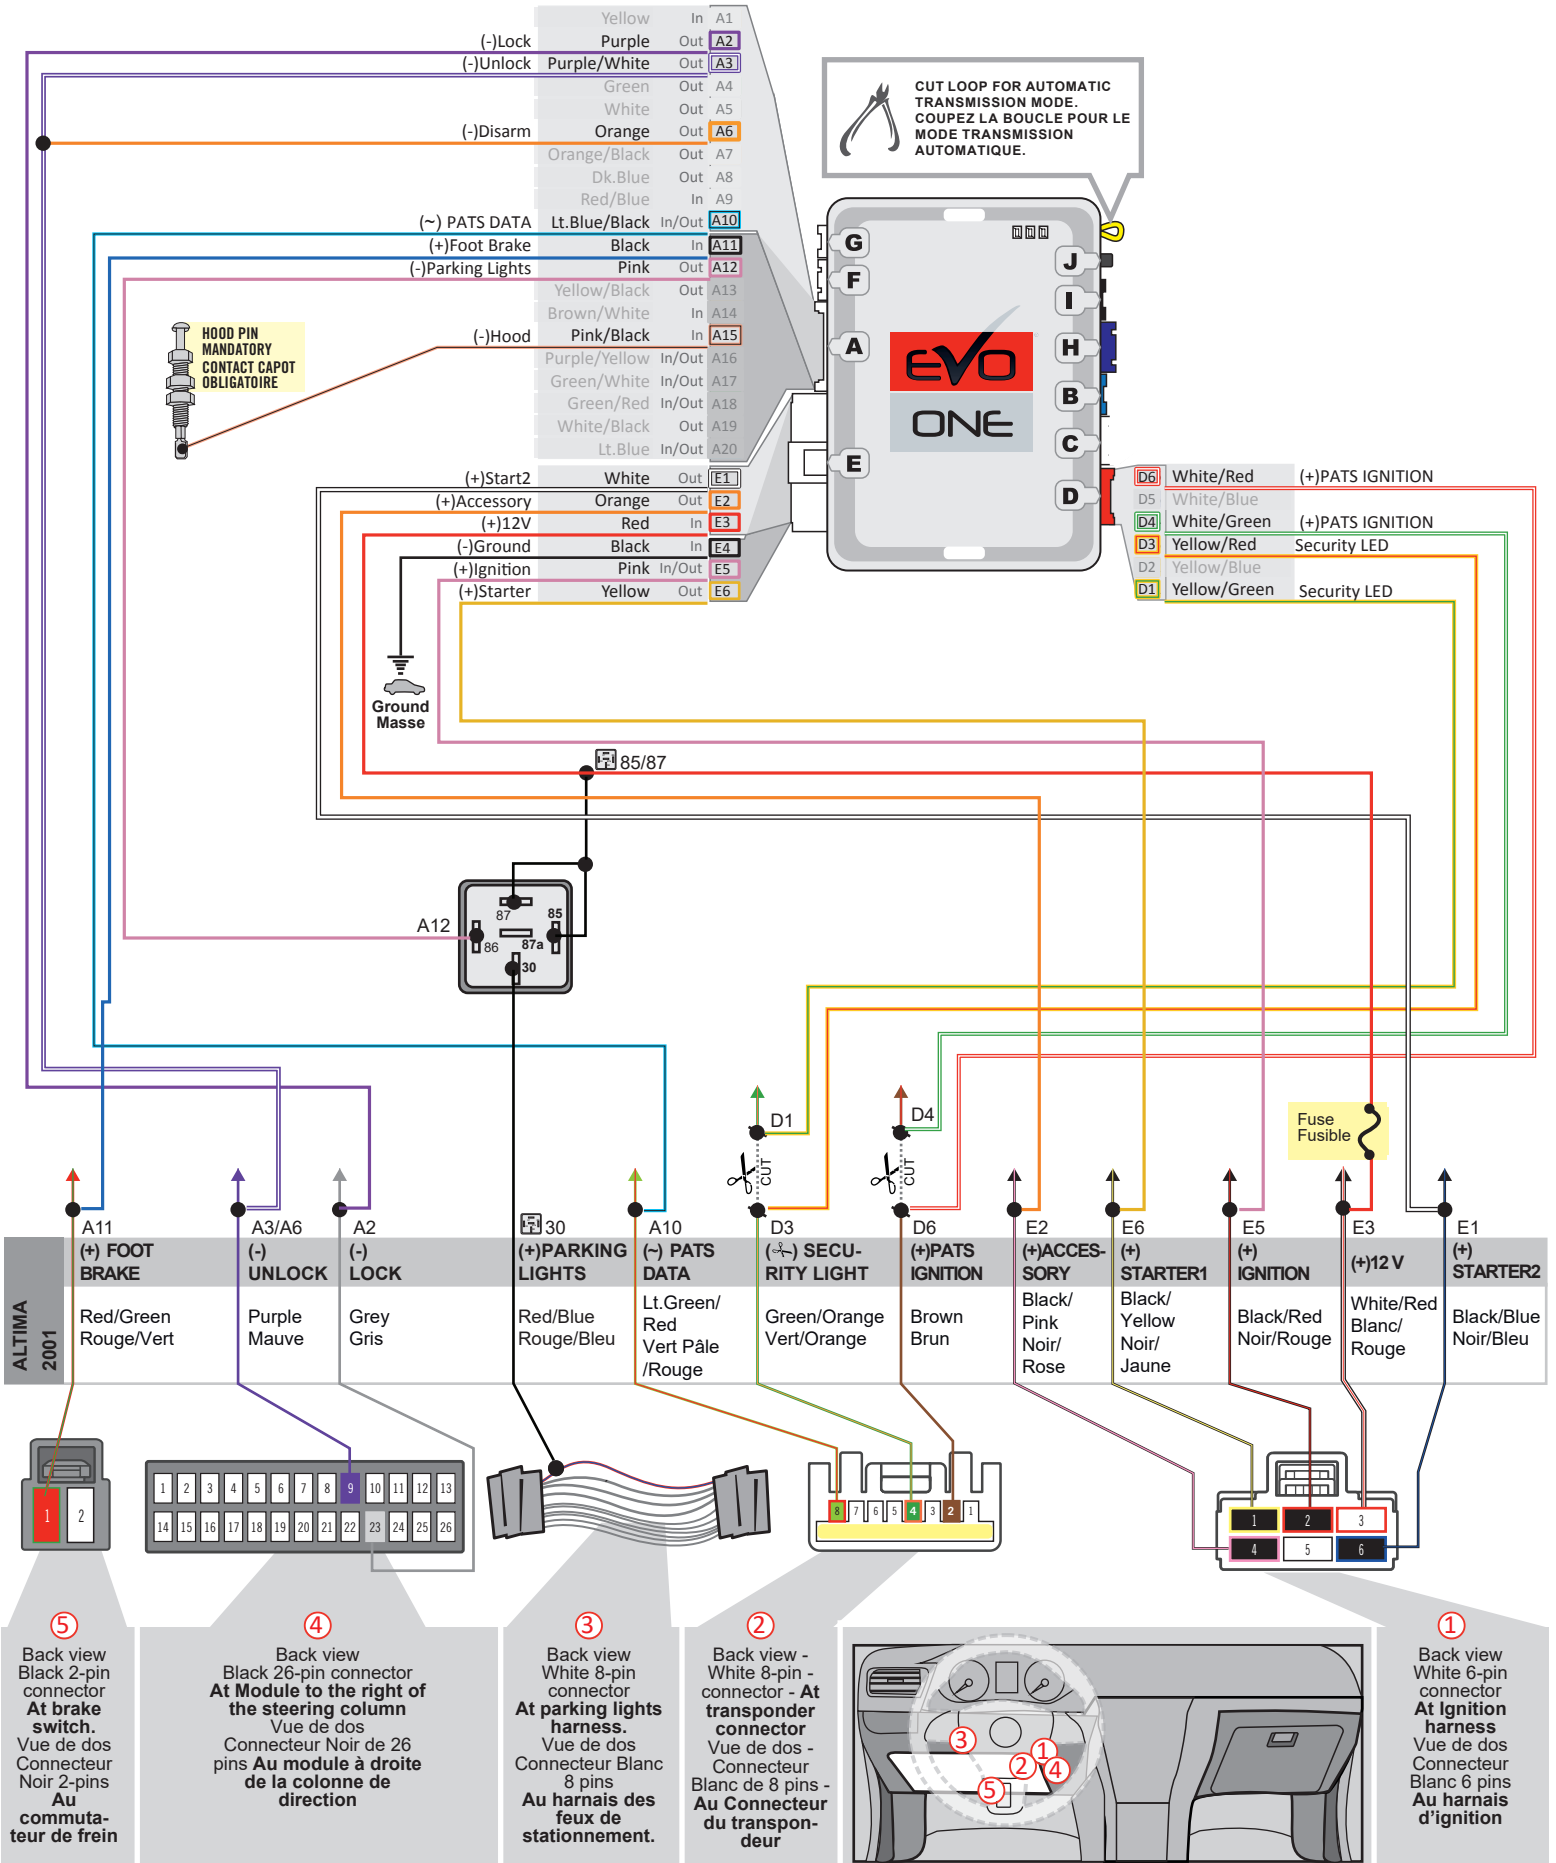 Yellow In A1
(-)Lock Purple Out A2
(-)Unlock Purple/White Out A3
Green Out A4
White Out A5
(-)Disarm Orange Out A6
Orange/Black Out A7
Dk.Blue Out A8
Red/Blue In A9
(~) PATS DATA Lt.Blue/Black In/Out A10
(+)Foot Brake Black In A11
(-)Parking Lights Pink Out A12
Yellow/Black Out A13
Brown/White In A14
(-)Hood Pink/Black In A15
Purple/Yellow In/Out A16
Green/White In/Out A17
Green/Red In/Out A18
White/Black Out A19
Lt.Blue In/Out A20
(+)Start2 White Out E1
(+)Accessory Orange Out E2
(+)12V Red In E3
(-)Ground Black In E4
(+)Ignition Pink In/Out E5
(+)Starter Yellow Out E6
CUT LOOP FOR AUTOMATIC
TRANSMISSION MODE.
COUPEZ LA BOUCLE POUR LE
MODE TRANSMISSION
AUTOMATIQUE.
HOOD PIN
MANDATORY
CONTACT CAPOT
OBLIGATOIRE
G
F
A
E
J
I
H
B
C
D
EVO
ONE
D6 White/Red (+)PATS IGNITION
D5 White/Blue
D4 White/Green (+)PATS IGNITION
D3 Yellow/Red Security LED
D2 Yellow/Blue
D1 Yellow/Green Security LED
Ground
Masse
85/87
A12
87
85
86
87a
30
D1
D4
CUT
CUT
Fuse
Fusible
A11
A3/A6
A2
30
A10
D3
D6
E2
E6
E5
E3
E1
ALTIMA
2001
(+) FOOT
BRAKE
Red/Green
Rouge/Vert
(-)
UNLOCK
Purple
Mauve
(-)
LOCK
Grey
Gris
(+)PARKING
LIGHTS
Red/Blue
Rouge/Bleu
(~) PATS
DATA
Lt.Green/
Red
Vert Pâle
/Rouge
( ) SECU-
RITY LIGHT
Green/Orange
Vert/Orange
(+)PATS
IGNITION
Brown
Brun
(+)ACCES-
SORY
Black/
Pink
Noir/
Rose
(+)
STARTER1
Black/
Yellow
Noir/
Jaune
(+)
IGNITION
Black/Red
Noir/Rouge
(+)12 V
White/Red
Blanc/
Rouge
(+)
STARTER2
Black/Blue
Noir/Bleu
1 2
1 2 3 4 5 6 7 8 9 10 11 12 13
14 15 16 17 18 19 20 21 22 23 24 25 26
8 7 6 5 4 3 2 1
1 2 3
4 5 6
5
Back view
Black 2-pin
connector
At brake
switch.
Vue de dos
Connecteur
Noir 2-pins
Au
commuta-
teur de frein
4
Back view
Black 26-pin connector
At Module to the right of
the steering column
Vue de dos
Connecteur Noir de 26
pins Au module à droite
de la colonne de
direction
3
Back view
White 8-pin
connector
At parking lights
harness.
Vue de dos
Connecteur Blanc
8 pins
Au harnais des
feux de
stationnement.
2
Back view -
White 8-pin -
connector - At
transponder
connector
Vue de dos -
Connecteur
Blanc de 8 pins -
Au Connecteur
du transpon-
deur
3
1
2
4
5
1
Back view
White 6-pin
connector
At Ignition
harness
Vue de dos
Connecteur
Blanc 6 pins
Au harnais
d'ignition